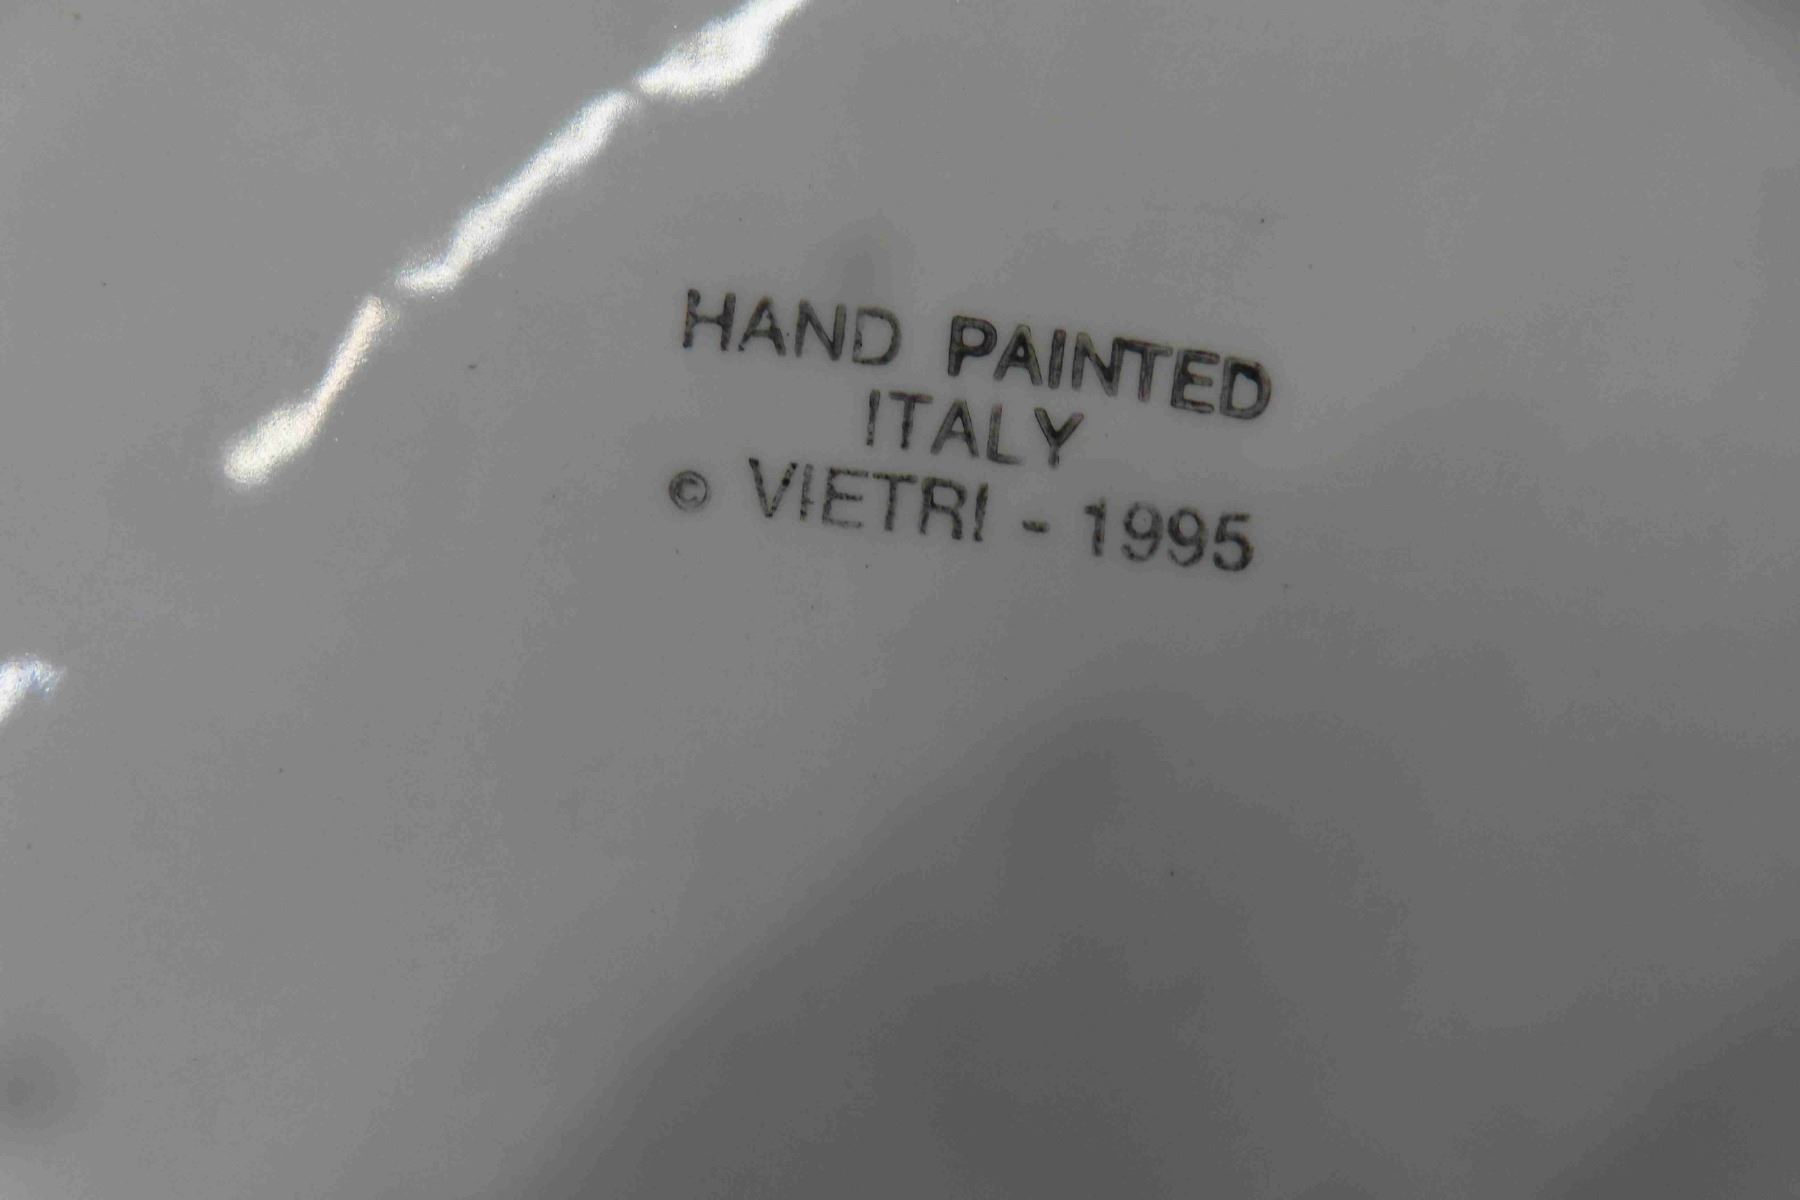 HAND PAINTED
ITALY
© VIETRI - 1995